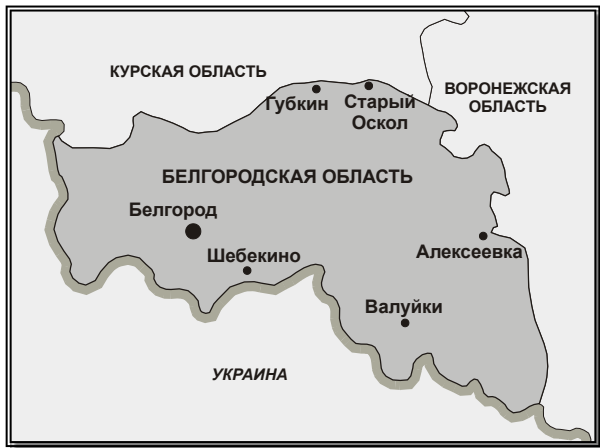 КУРСКАЯ ОБЛАСТЬ
ВОРОНЕЖСКАЯ
ОБЛАСТЬ
Губкин
Старый
Оскол
БЕЛГОРОДСКАЯ ОБЛАСТЬ
Белгород
Шебекино
Алексеевка
Валуйки
УКРАИНА